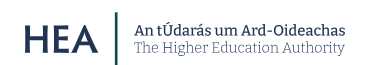 HEA
An tÚdarás um Ard-Oideachas
The Higher Education Authority